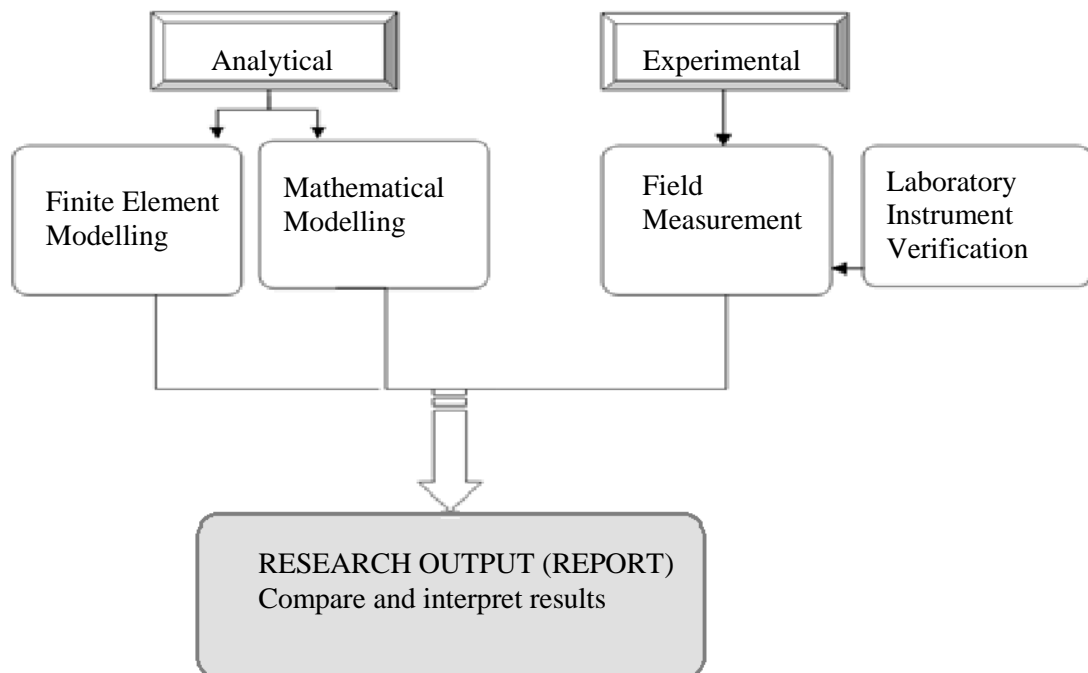 Analytical
Experimental
Finite Element
Modelling
Mathematical
Modelling
Field
Measurement
Laboratory
Instrument
Verification
RESEARCH OUTPUT (REPORT)
Compare and interpret results